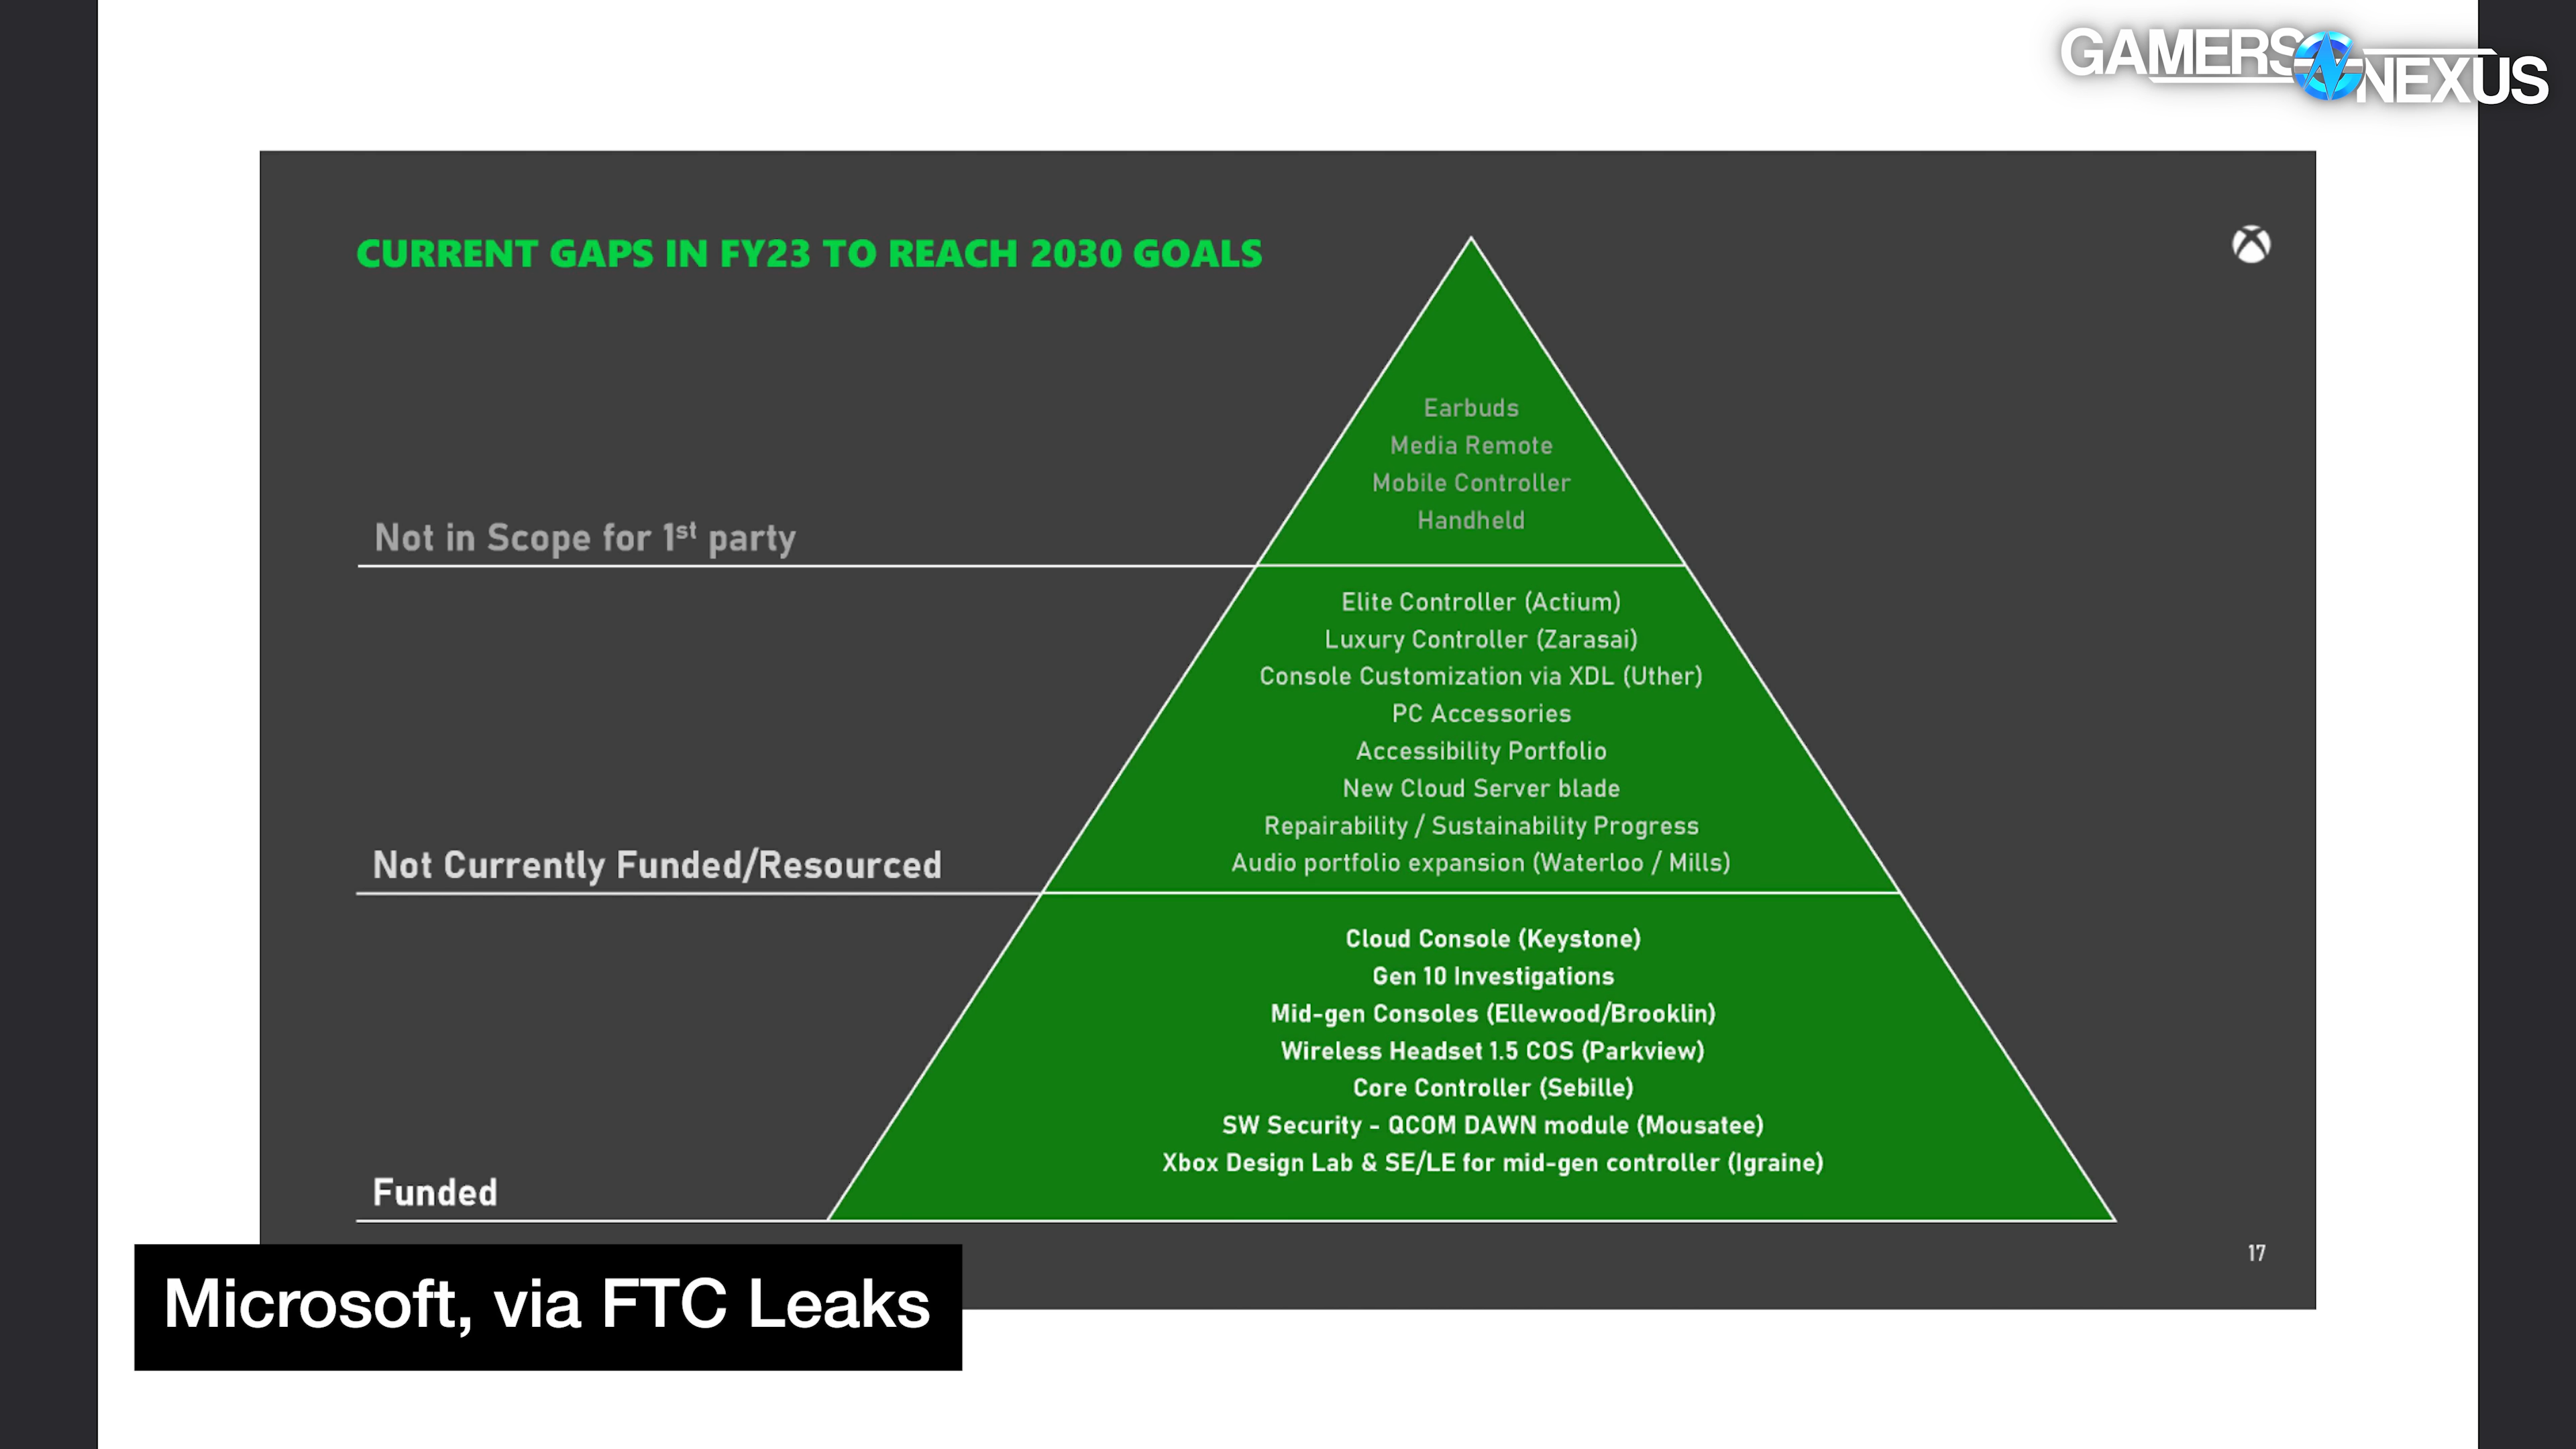 GAMERS NEXUS
CURRENT GAPS IN FY23 TO REACH 2030 GOALS
Earbuds
Media Remote
Mobile Controller
Handheld
Not in Scope for 1st party
Elite Controller (Actium)
Luxury Controller (Zarasai)
Console Customization via XDL (Uther)
PC Accessories
Accessibility Portfolio
New Cloud Server blade
Repairability / Sustainability Progress
Audio portfolio expansion (Waterloo / Mills)
Not Currently Funded/Resourced
Cloud Console (Keystone)
Gen 10 Investigations
Mid-gen Consoles (Ellewood/Brooklin)
Wireless Headset 1.5 COS (Parkview)
Core Controller (Sebille)
SW Security - QCOM DAWN module (Mousatee)
Xbox Design Lab & SE/LE for mid-gen controller (Igraine)
Funded
17
Microsoft, via FTC Leaks